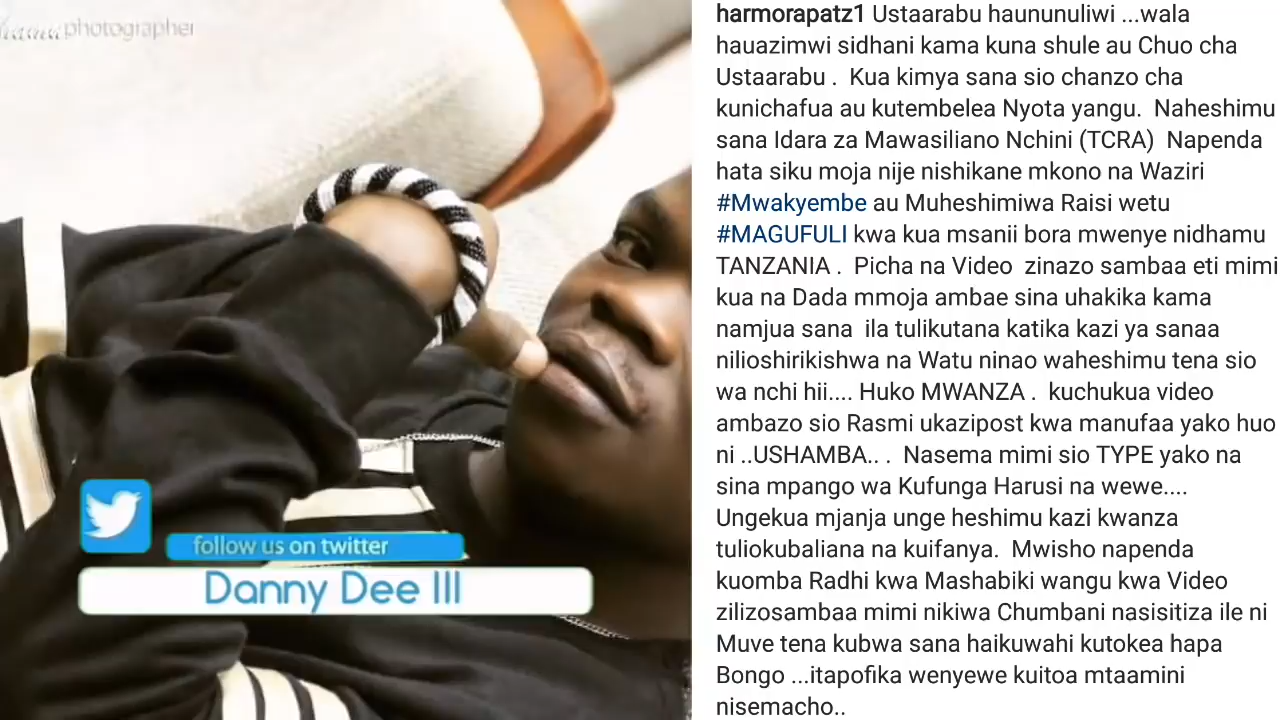 photographer
follow us on twitter
Danny Dee III
harmorapatz1 Ustaarabu haununuliwi ...wala
hauazimwi sidhani kama kuna shule au Chuo cha
Ustaarabu . Kua kimya sana sio chanzo cha
kunichafua au kutembelea Nyota yangu. Naheshimu
sana Idara za Mawasiliano Nchini (TCRA) Napenda
hata siku moja nije nishikane mkono na Waziri
#Mwakyembe au Muheshimiwa Raisi wetu
#MAGUFULI kwa kua msanii bora mwenye nidhamu
TANZANIA . Picha na Video zinazo sambaa eti mimi
kua na Dada mmoja ambae sina uhakika kama
namjua sana ila tulikutana katika kazi ya sanaa
nilioshirikishwa na Watu ninao waheshimu tena sio
wa nchi hii.... Huko MWANZA . kuchukua video
ambazo sio Rasmi ukazipost kwa manufaa yako huo
ni ..USHAMBA.. . Nasema mimi sio TYPE yako na
sina mpango wa Kufunga Harusi na wewe....
Ungekua mjanja unge heshimu kazi kwanza
tuliokubaliana na kuifanya. Mwisho napenda
kuomba Radhi kwa Mashabiki wangu kwa Video
zilizosambaa mimi nikiwa Chumbani nasisitiza ile ni
Muve tena kubwa sana haikuwahi kutokea hapa
Bongo ...itapofika wenyewe kuitoa mtaamini
nisemacho..